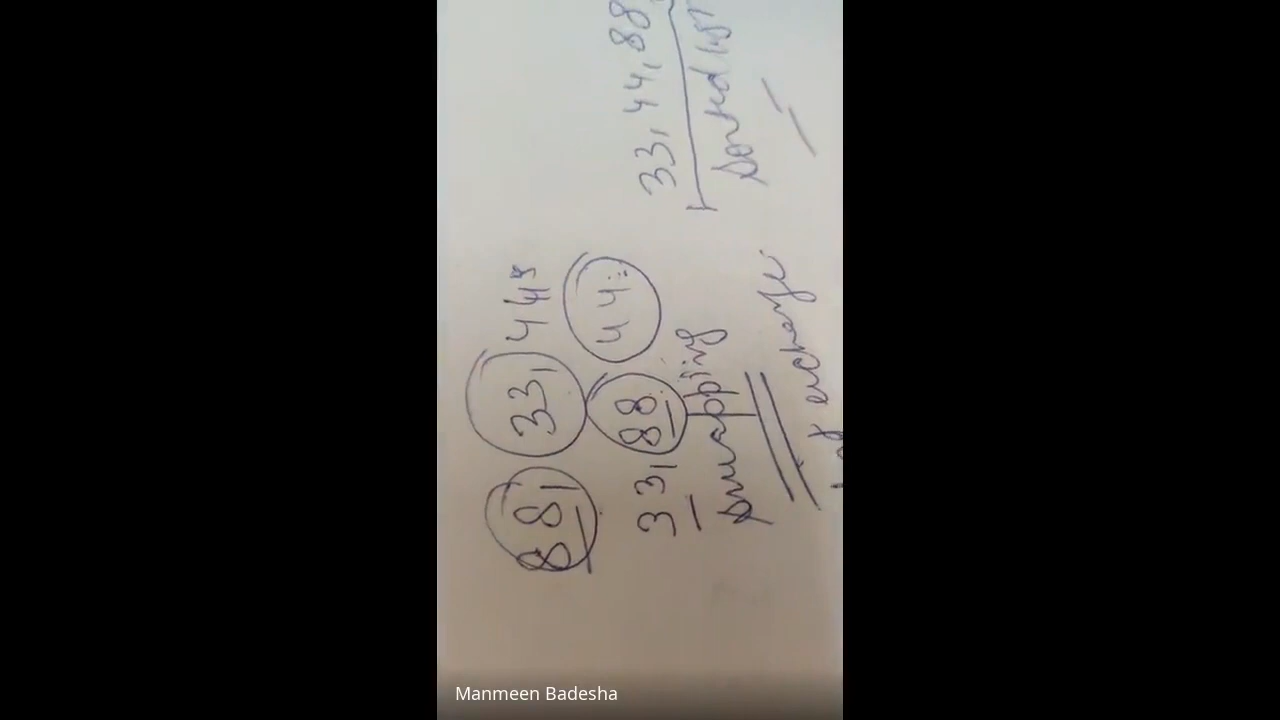 88, 33, 44
33, 88, 44
swapping
exchange
33, 44, 88
Sorted list
Manmeen Badesha